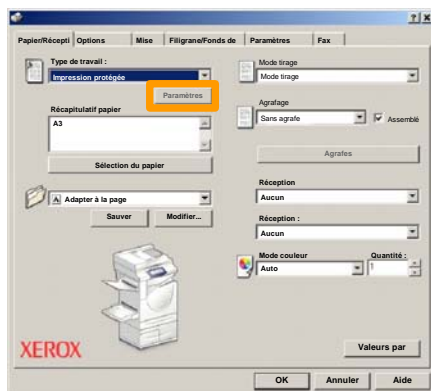 Papier/Récepti Options Mise Filigrane/Fonds de Paramètres Fax
Type de travail :
Impression protégée
Paramètres
Récapitulatif papier
A3
Sélection du papier
A Adapter à la page
Sauver Modifier...
XEROX
Mode tirage
Mode tirage
Agrafage
Sans agrafe Assemblé
Agrafes
Réception
Aucun
Réception :
Aucun
Mode couleur Quantité :
Auto 1
Valeurs par
OK Annuler Aide